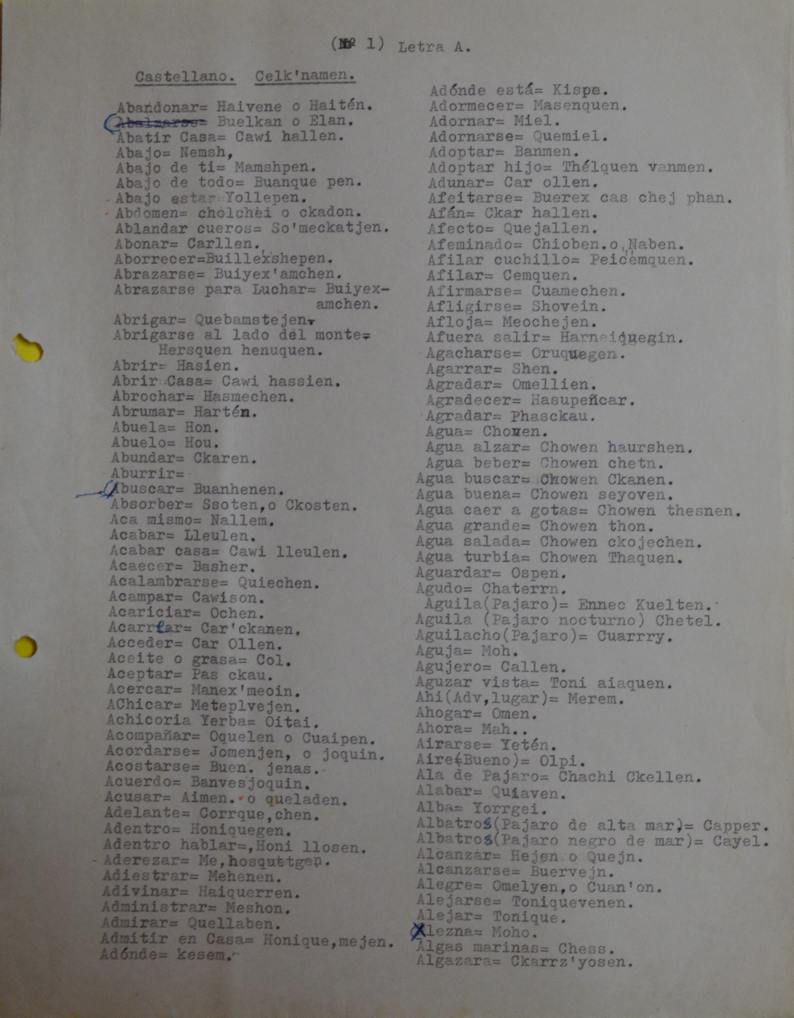 (Nº 1) Letra A.
Castellano. Celk'namen.
Abandonar= Haivene o Haitén.
Abalzarse= Buelkan o Elan.
Abatir Casa= Cawi hallen.
Abajo= Nemsh,
Abajo de ti= Mamshpen.
Abajo de todo= Buanque pen.
Abajo estar Yollepen.
Abdomen= cholchei o ckadon.
Ablandar cueros= So'meckatjen.
Abonar= Carllen.
Aborrecer=Buillexshepen.
Abrazarse= Buiyex'amchen.
Abrazarse para Luchar= Buiyex-
amchen.
Abrigar= Quebamstejen.
Abrigarse al lado del monte=
Hersquen henuquen.
Abrir= Hasien.
Abrir Casa= Cawi hassien.
Abrochar= Hasmechen.
Abrumar= Hartén.
Abuela= Hon.
Abuelo= Hou.
Abundar= Ckaren.
Aburrir=
Abuscar= Buanhenen.
Absorber= Ssoten,o Ckosten.
Aca mismo= Nallem.
Acabar= Lleulen.
Acabar casa= Cawi lleulen.
Acaecer= Basher.
Acalambrarse= Quiechen.
Acampar= Cawison.
Acariciar= Ochen.
Acarrear= Car'ckanen.
Acceder= Car Ollen.
Aceite o grasa= Col.
Aceptar= Pas ckau.
Acercar= Manex'meoin.
AChicar= Meteplvejen.
Achicoria Yerba= Oitai.
Acompañar= Oquelen o Cuaipen.
Acordarse= Jomenjen, o joquin.
Acostarse= Buen. jenas.
Acuerdo= Banvesjoquin.
Acusar= Aimen. o queladen.
Adelante= Corrque,chen.
Adentro= Honiquegen.
Adentro hablar=,Honi llosen.
Aderezar= Me,hosquetgen.
Adiestrar= Mehenen.
Adivinar= Haiquerren.
Administrar= Meshon.
Admirar= Quellaben.
Admitir en Casa= Honique,mejen.
Adónde= kesem.
Adónde está= Kispe.
Adormecer= Masenquen.
Adornar= Miel.
Adornarse= Quemiel.
Adoptar= Banmen.
Adoptar hijo= Thélquen vanmen.
Adunar= Car ollen.
Afeitarse= Buerex cas chej phan.
Afán= Ckar hallen.
Afecto= Quejallen.
Afeminado= Chioben.o,Naben.
Afilar cuchillo= Peicemquen.
Afilar= Cemquen.
Afirmarse= Cuamechen.
Afligirse= Shovein.
Afloja= Meochejen.
Afuera salir= Harneiquegin.
Agacharse= Oruquegen.
Agarrar= Shen.
Agradar= Omellien.
Agradecer= Hasupeñcar.
Agradar= Phasckau.
Agua= Chowen.
Agua alzar= Chowen haurshen.
Agua beber= Chowen chetn.
Agua buscar= Chowen Ckanen.
Agua buena= Chowen seyoven.
Agua caer a gotas= Chowen thesnen.
Agua grande= Chowen thon.
Agua salada= Chowen ckojechen.
Agua turbia= Chowen Thaquen.
Aguardar= Ospen.
Agudo= Chaterrn.
Aguila(Pajaro)= Ennec Kuelten.
Aguila (Pajaro nocturno) Chetel.
Aguilacho(Pajaro)= Cuarrry.
Aguja= Moh.
Agujero= Callen.
Aguzar vista= Toni aiaquen.
Ahi(Adv,lugar)= Merem.
Ahogar= Omen.
Ahora= Mah..
Airarse= Yetén.
Aire(Bueno)= Olpi.
Ala de Pajaro= Chachi Ckellen.
Alabar= Quiaven.
Alba= Yorrgei.
Albatros(Pajaro de alta mar)= Capper.
Albatros(Pajaro negro de mar)= Cayel.
Alcanzar= Hejen o Quejn.
Alcanzarse= Buervejn.
Alegre= Omelyen,o Cuan'on.
Alejarse= Toniquevenen.
Alejar= Tonique.
Alezna= Moho.
Algas marinas= Chess.
Algazara= Ckarrz'yosen.